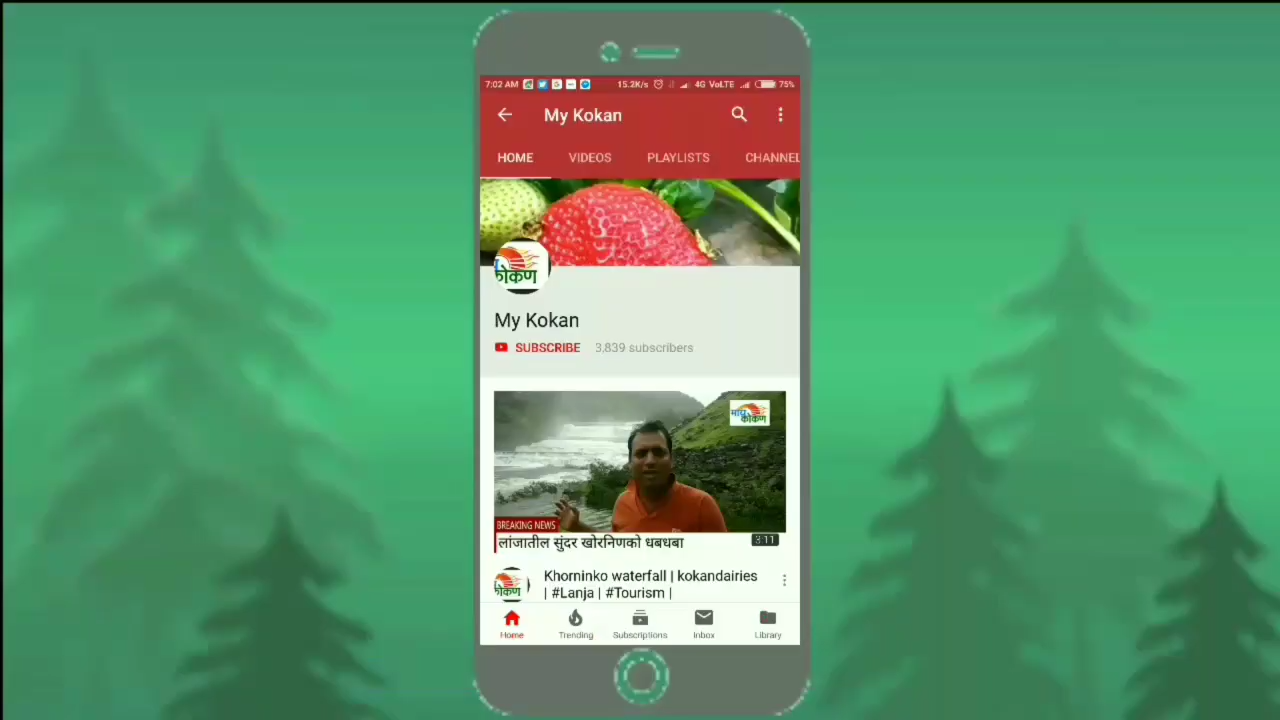 7:02 AM 15.2K/s 4G VoLTE 75%
My Kokan
HOME VIDEOS PLAYLISTS CHANNEL
कोकण
My Kokan
SUBSCRIBE 3,839 subscribers
माय
कोकण
BREAKING NEWS
लांजातील सुंदर खोरनिणको धबधबा
3:11
Khorninko waterfall | kokandairies
| #Lanja | #Tourism |
कोकण
Home Trending Subscriptions Inbox Library